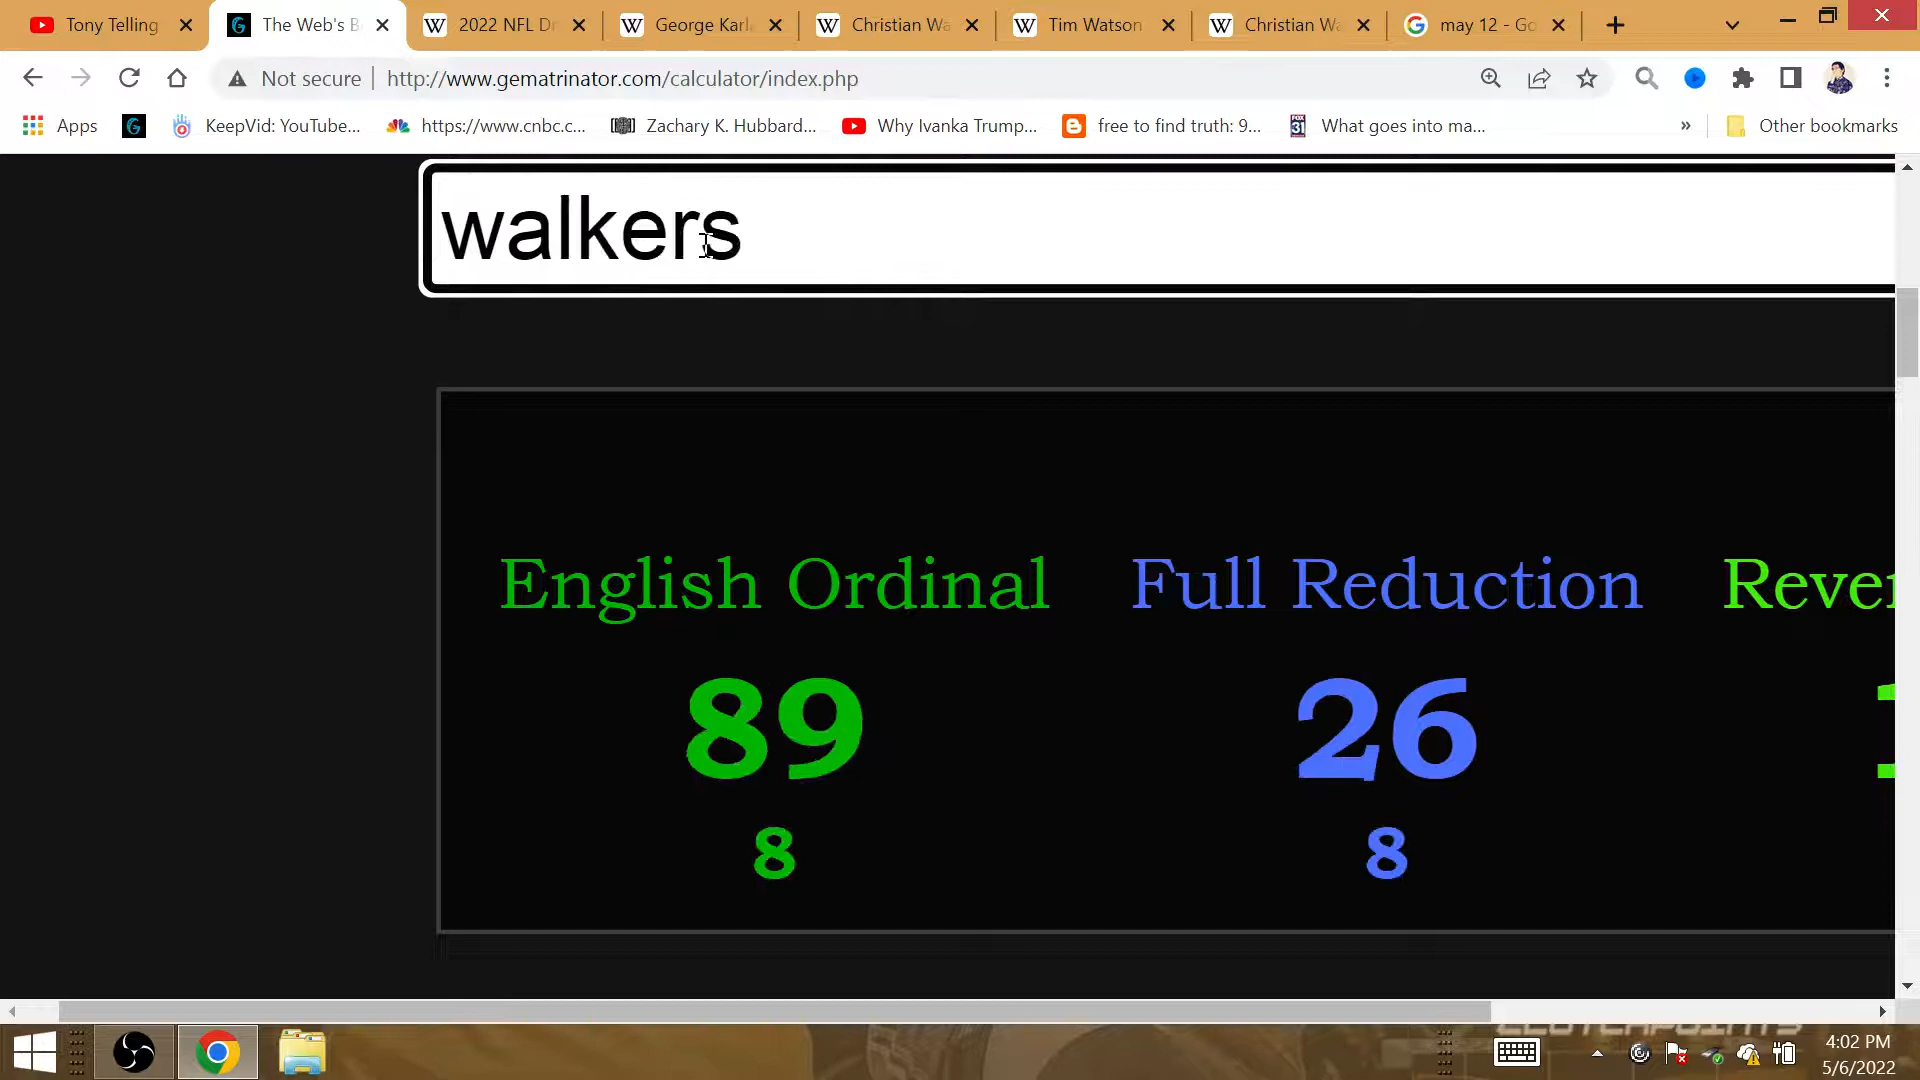 Tony Telling
The Web's B
2022 NFL Dr
George Karl
Christian Wa
Tim Watson
Christian Wa
may 12 - Go
Not secure
http://www.gematrinator.com/calculator/index.php
Apps
KeepVid: YouTube...
https://www.cnbc.c...
Zachary K. Hubbard...
Why Ivanka Trump,...
free to find truth: 9...
What goes into ma...
»
Other bookmarks
walkers
English Ordinal
Full Reduction
Rever
89
26
8
8
4:02 PM
5/6/2022